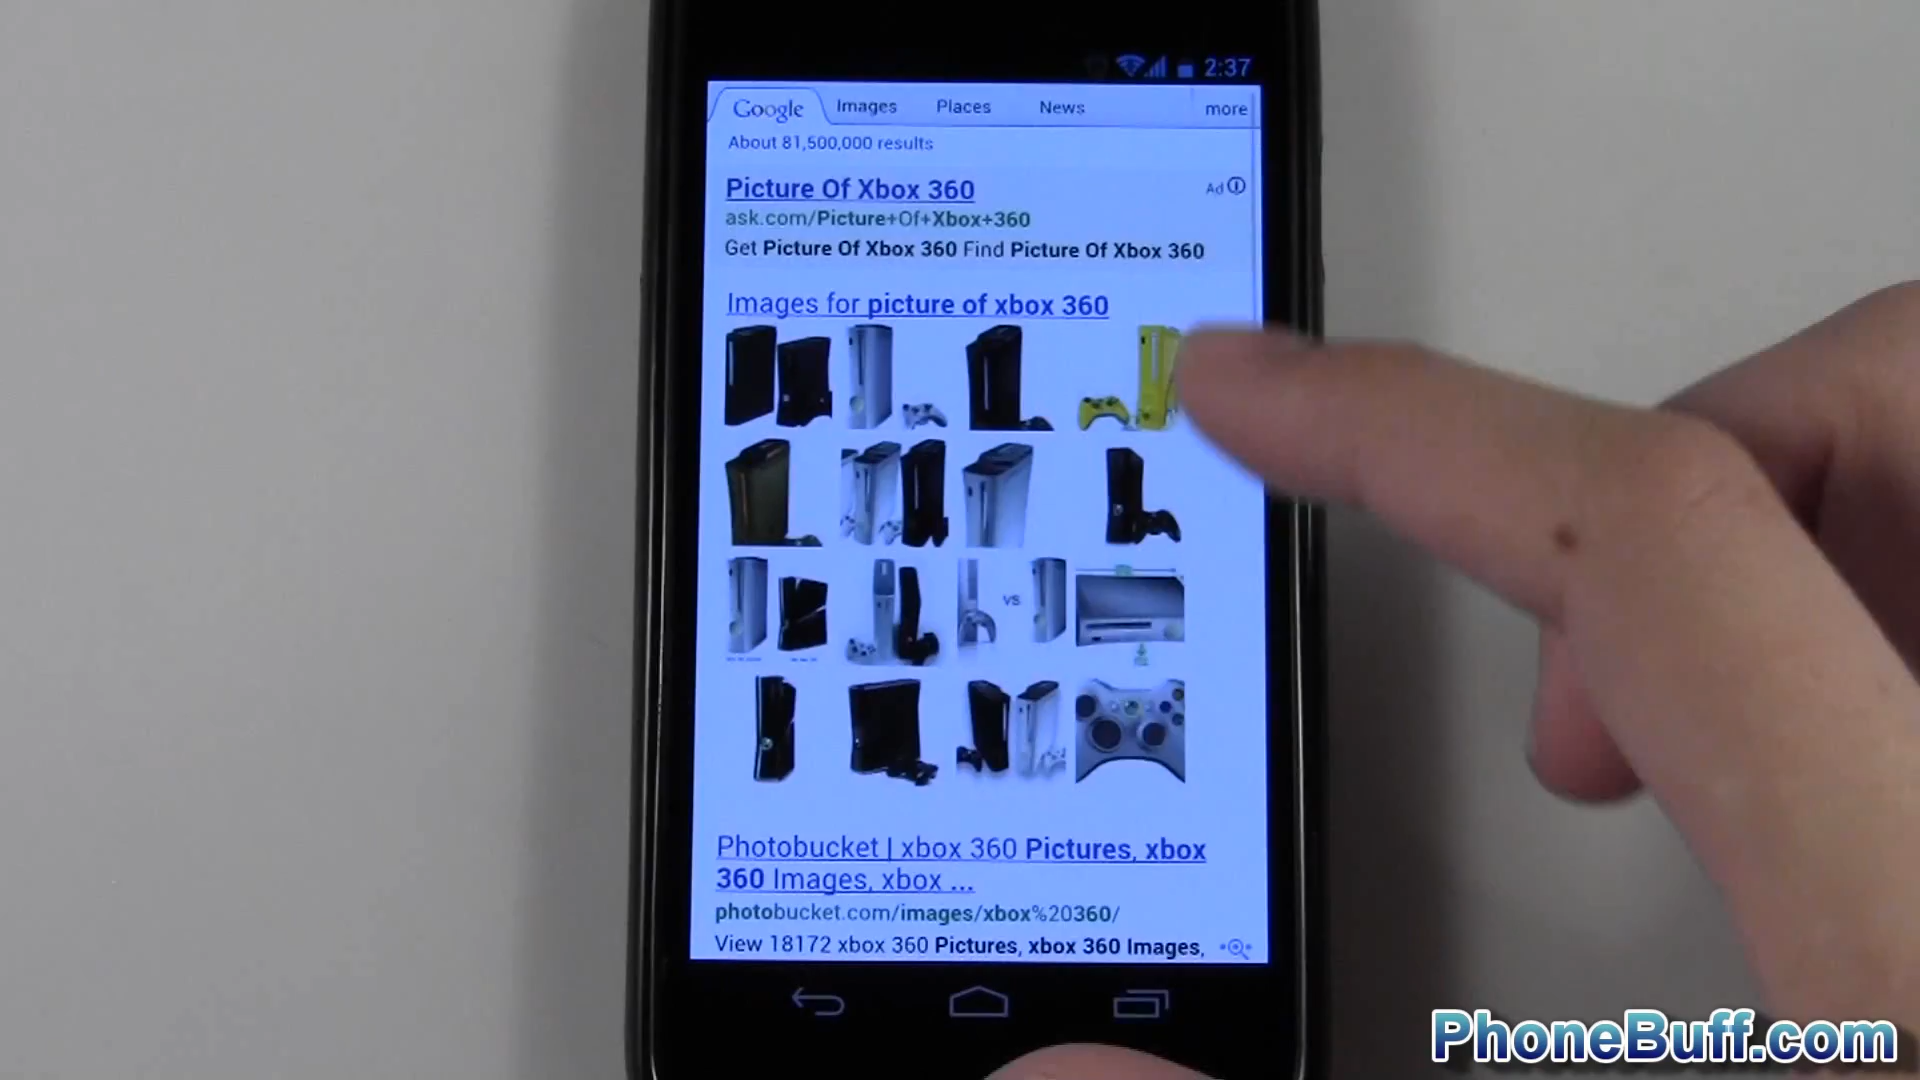 2:37
Google Images Places News more
About 81,500,000 results
Picture Of Xbox 360
Ad
ask.com/Picture+Of+Xbox+360
Get Picture Of Xbox 360 Find Picture Of Xbox 360
Images for picture of xbox 360
VS
Photobucket | xbox 360 Pictures, xbox
360 Images, xbox ...
photobucket.com/images/xbox%20360/
View 18172 xbox 360 Pictures, xbox 360 Images,
PhoneBuff.com